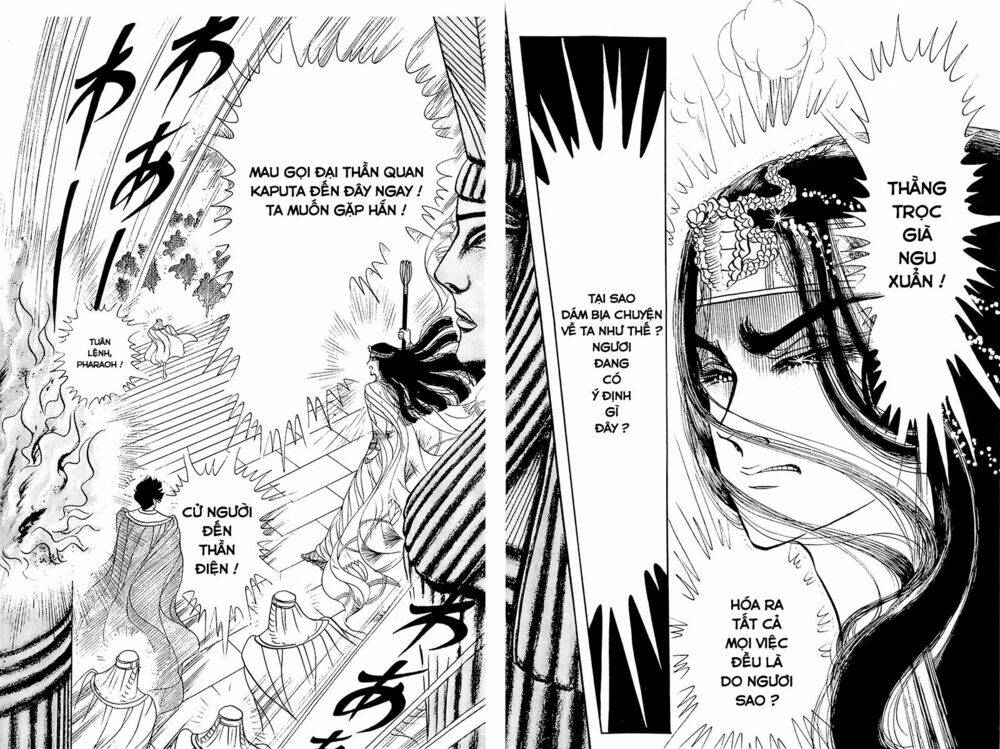 THẰNG
TRỌC
GIÀ
NGU
XUẨN !
TẠI SAO
DÁM BỊA CHUYỆN
VỀ TA NHƯ THẾ ?
NGƯƠI
ĐANG
CÓ
Ý ĐỊNH
GÌ
ĐÂY ?
HÓA RA
TẤT CẢ
MỌI VIỆC
ĐỀU LÀ
DO NGƯƠI
SAO ?
MAU GỌI ĐẠI THẦN QUAN
KAPUTA ĐẾN ĐÂY NGAY !
TA MUỐN GẶP HẮN !
わあー
わあー
TUÂN
LỆNH,
PHARAOH !
CỬ NGƯỜI
ĐẾN
THẦN
ĐIỆN !
わあ